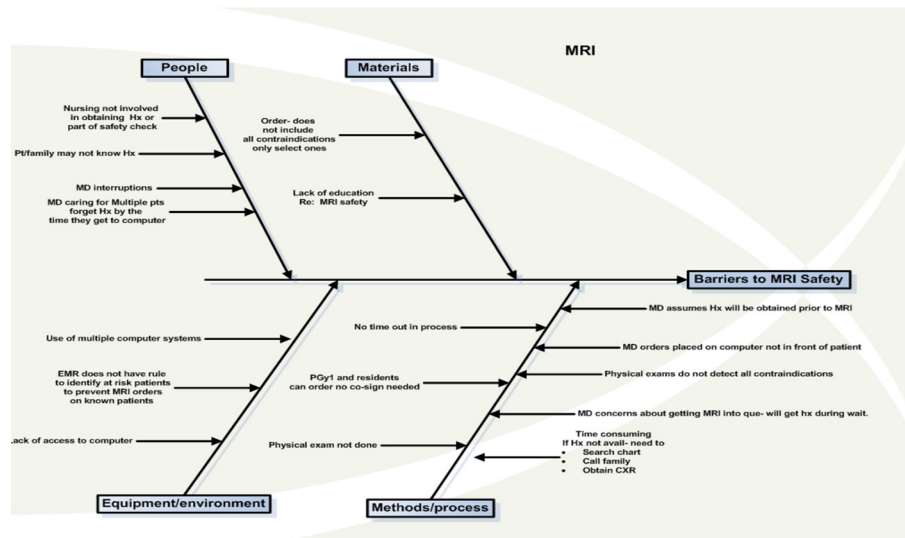 MRI
People
Materials
Nursing not involved
in obtaining Hx or
part of safety check
Pt/family may not know Hx
MD interruptions
MD caring for Multiple pts
forget Hx by the
time they get to computer
Order- does
not include
all contraindications
only select ones
Lack of education
Re: MRI safety
Barriers to MRI Safety
Use of multiple computer systems
EMR does not have rule
to identify at risk patients
to prevent MRI orders
on known patients
Lack of access to computer
Equipment/environment
No time out in process
PGy1 and residents
can order no co-sign needed
Physical exam not done
MD assumes Hx will be obtained prior to MRI
MD orders placed on computer not in front of patient
Physical exams do not detect all contraindications
MD concerns about getting MRI into que- will get hx during wait.
Time consuming
If Hx not avail- need to
• Search chart
• Call family
• Obtain CXR
Methods/process